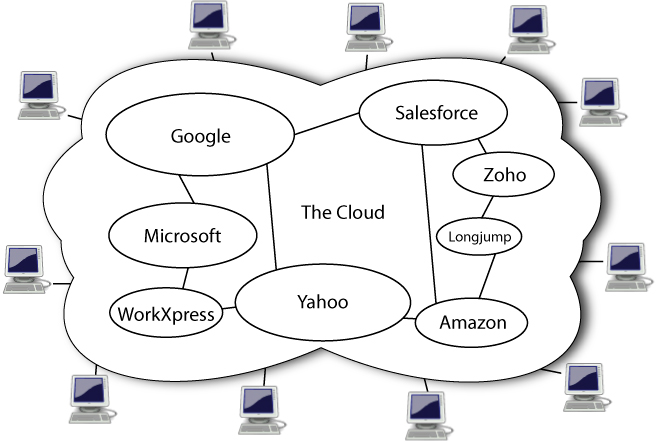 Salesforce
Google
Zoho
The Cloud
Microsoft
Longjump
Yahoo
WorkXpress
Amazon